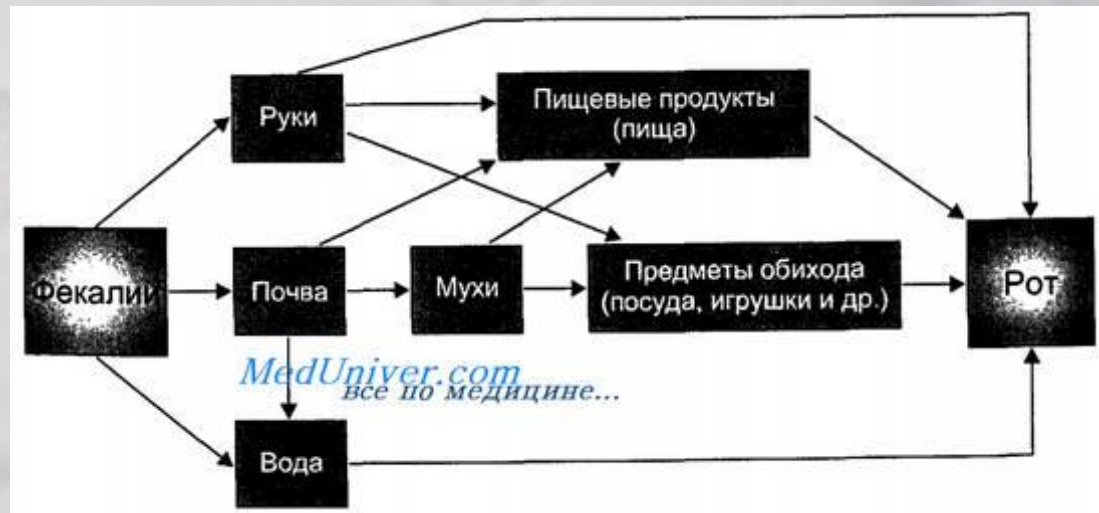 Руки
Пищевые продукты
(пища)
Фекалии
Почва
Мухи
Предметы обихода
(посуда, игрушки и др.)
Рот
MedUniver.com
все по медицине...
Вода